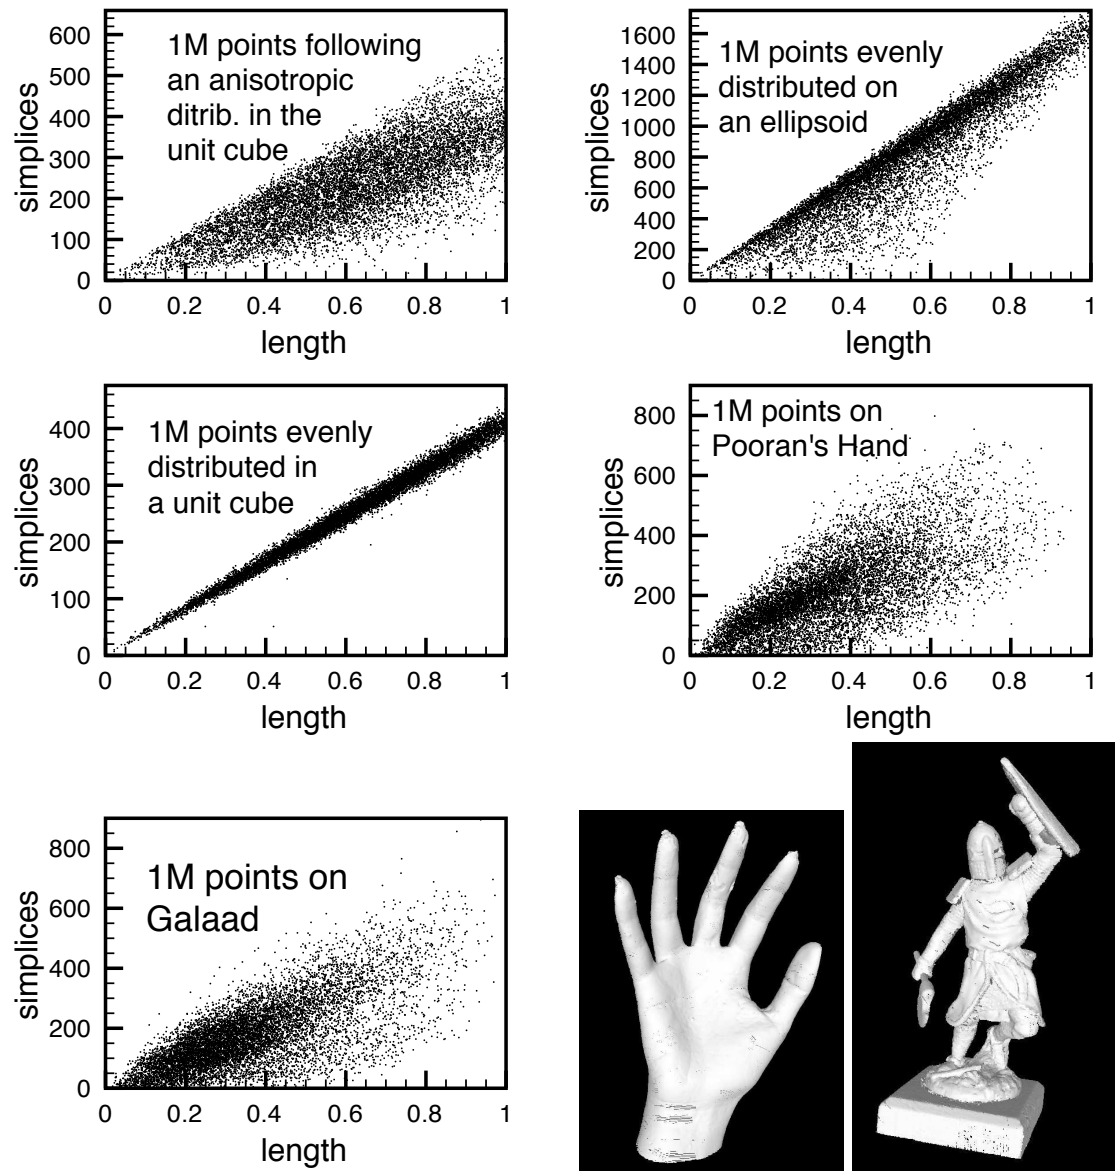 600
500
400
300
200
100
0
simplices
1M points following
an anisotropic
ditrib. in the
unit cube
0 0.2 0.4 0.6 0.8 1
length
1600
1400
1200
1000
800
600
400
200
0
simplices
1M points evenly
distributed on
an ellipsoid
0 0.2 0.4 0.6 0.8 1
length
400
300
200
100
0
simplices
1M points evenly
distributed in
a unit cube
0 0.2 0.4 0.6 0.8 1
length
800
600
400
200
0
simplices
1M points on
Pooran's Hand
0 0.2 0.4 0.6 0.8 1
length
800
600
400
200
0
simplices
1M points on
Galaad
0 0.2 0.4 0.6 0.8 1
length